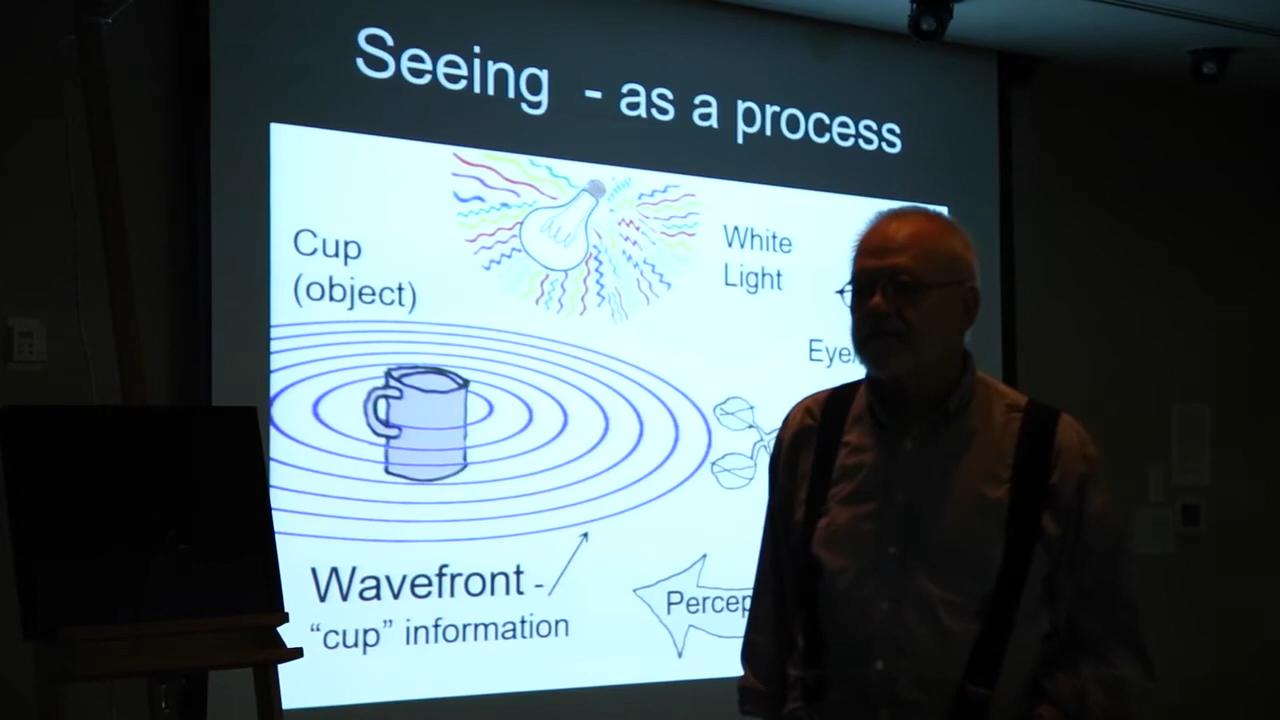 Seeing - as a process
Cup
(object)
White
Light
Wavefront -
"cup" information